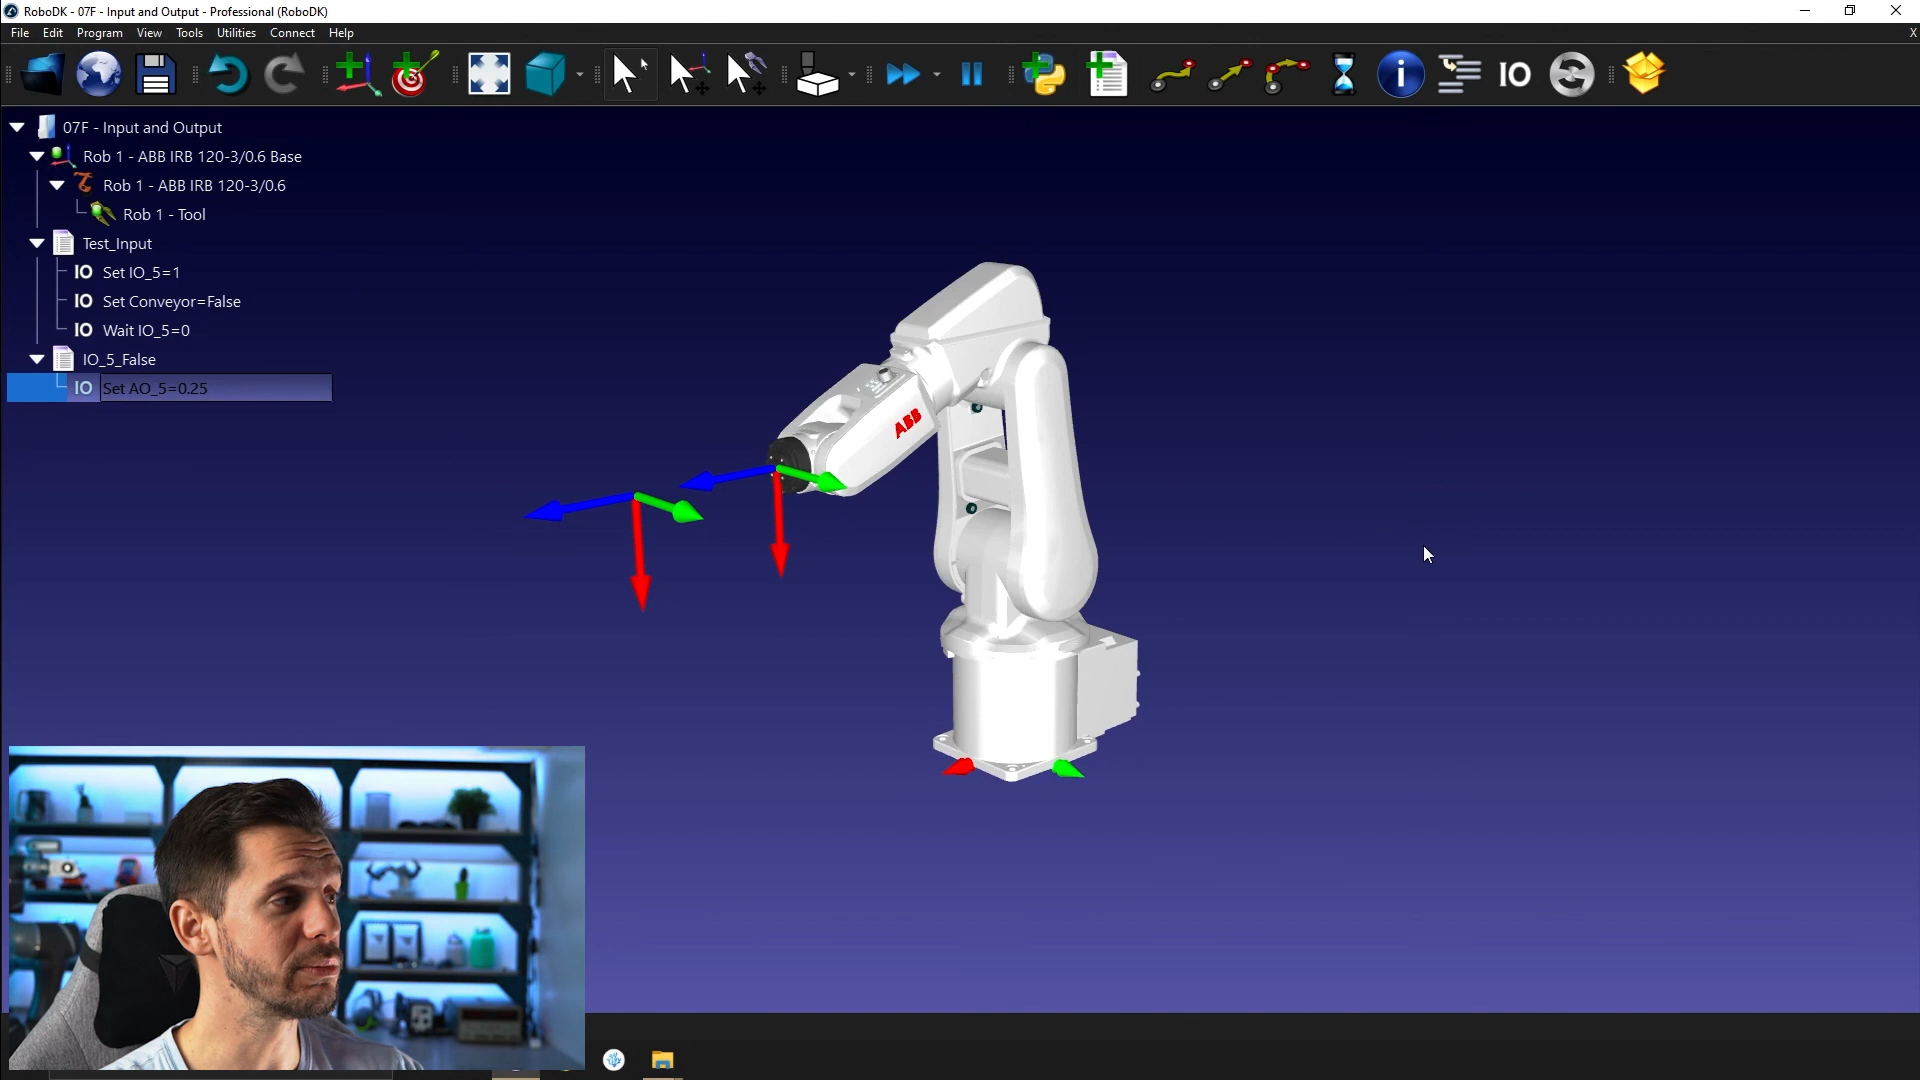 RoboDK - 07F - Input and Output - Professional (RoboDK)
File Edit Program View Tools Utilities Connect Help
X
i IO
07F - Input and Output
Rob 1 - ABB IRB 120-3/0.6 Base
Rob 1 - ABB IRB 120-3/0.6
Rob 1 - Tool
Test_Input
IO Set IO_5=1
IO Set Conveyor=False
IO Wait IO_5=0
IO_5_False
IO Set AO_5=0.25
ABB